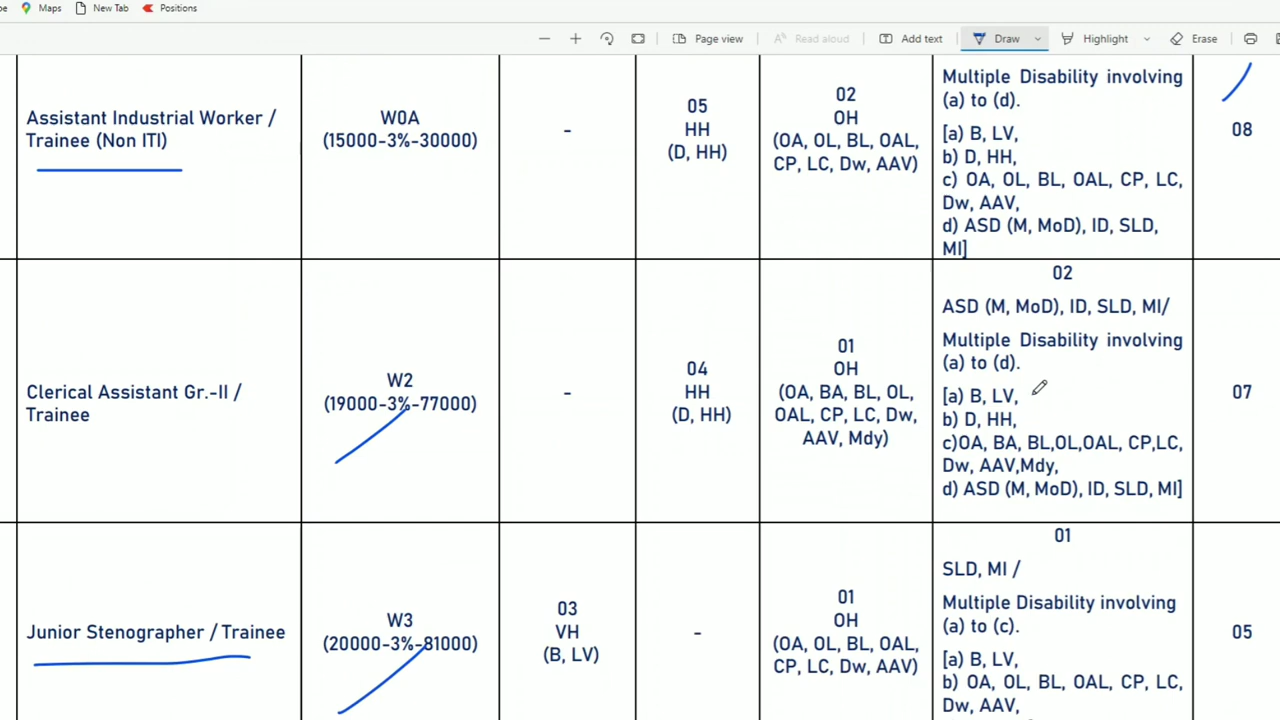 Maps
New Tab
Positions
Page view
Read aloud
Add text
Draw
Highlight
Erase
Assistant Industrial Worker /
Trainee (Non ITI)
W0A
(15000-3%-30000)
-
05
HH
(D, HH)
02
OH
(OA, OL, BL, OAL,
CP, LC, Dw, AAV)
Multiple Disability involving
(a) to (d).
[a) B, LV,
b) D, HH,
c) OA, OL, BL, OAL, CP, LC,
Dw, AAV,
d) ASD (M, MoD), ID, SLD,
MI]
08
Clerical Assistant Gr.-II /
Trainee
W2
(19000-3%-77000)
-
04
HH
(D, HH)
01
OH
(OA, BA, BL, OL,
OAL, CP, LC, Dw,
AAV, Mdy)
02
ASD (M, MoD), ID, SLD, MI/
Multiple Disability involving
(a) to (d).
[a) B, LV,
b) D, HH,
c)OA, BA, BL,OL,OAL, CP,LC,
Dw, AAV,Mdy,
d) ASD (M, MoD), ID, SLD, MI]
07
Junior Stenographer / Trainee
W3
(20000-3%-81000)
03
VH
(B, LV)
-
01
OH
(OA, OL, BL, OAL,
CP, LC, Dw, AAV)
01
SLD, MI /
Multiple Disability involving
(a) to (c).
[a) B, LV,
b) OA, OL, BL, OAL, CP, LC,
Dw, AAV,
05